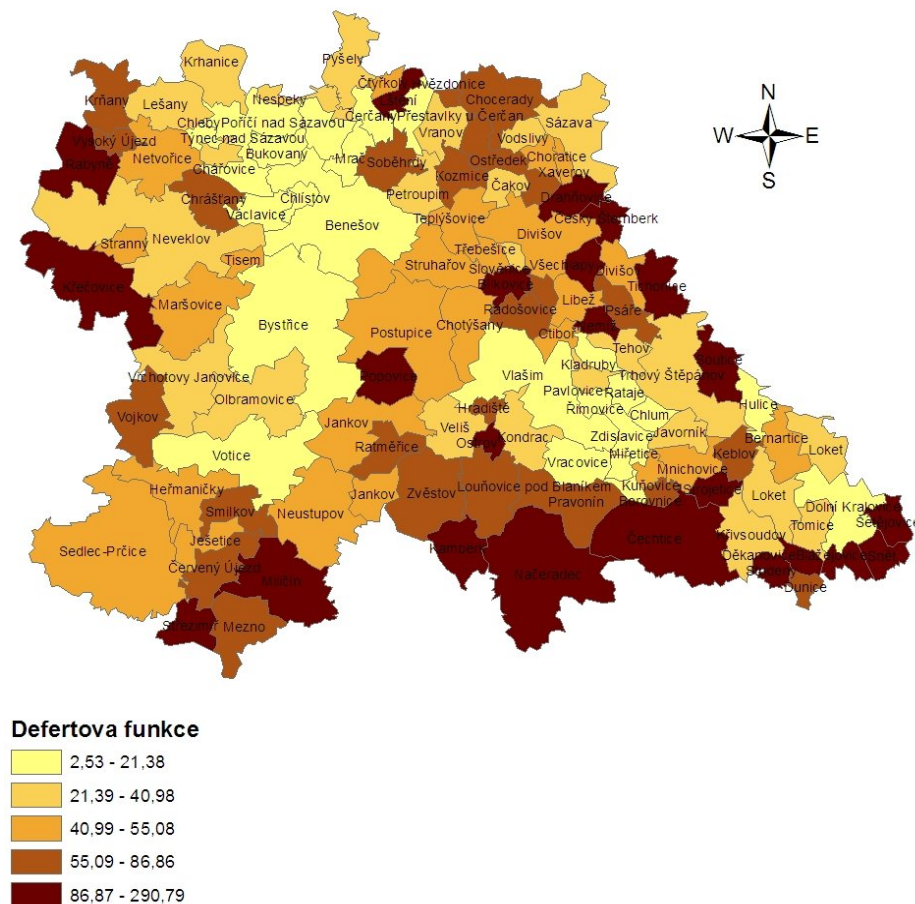 Pyšely
Krhanice
Čtyřkoly
Hvězdonice
Nespeky
Krňany
Lešany
Chocerady
N
Čerčany
Přestavlky u Čerčan
Chleby
Poříčí nad Sázavou
Sázava
Týnec nad Sázavou
Vranov
Vodslivy
W
E
Vysoký Újezd
Netvořice
Bukovany
Mrač
Soběhrdy
Ostředek
Choratice
Rabyně
Chářovice
Kozmice
Xaverov
S
Chrášťany
Chlístov
Petroupim
Čakov
Drahňovice
Václavice
Teplýšovice
Český Šternberk
Benešov
Divišov
Neveklov
Stranný
Třebešice
Tisem
Struhařov
Slověnice
Všechlapy
Divišov
Tichonice
Křečovice
Bílkovice
Maršovice
Libež
Psáře
Radošovice
Bystřice
Postupice
Chotýšany
Ctiboř
Tehov
Soutice
Kladruby
Vrchotovy Janovice
Popovice
Vlašim
Trhový Štěpánov
Olbramovice
Pavlovice
Rataje
Hulice
Vojkov
Hradiště
Řimovice
Chlum
Jankov
Veliš
Ostrov
Kondrac
Zdislavice
Javorník
Bernartice
Ratměřice
Miřetice
Keblov
Loket
Votice
Vracovice
Mnichovice
Heřmaničky
Jankov
Zvěstov
Louňovice pod Blaníkem
Kuňovice
Loket
Smilkov
Neustupov
Pravonín
Borovnice
Dolní Kralovice
Tomice
Sedlec-Prčice
Ješetice
Kamberk
Čechtice
Křivsoudov
Červený Újezd
Miličín
Načeradec
Děkanovice
Snět
Dunice
Střezimíř
Mezno
Defertova funkce
2,53 - 21,38
21,39 - 40,98
40,99 - 55,08
55,09 - 86,86
86,87 - 290,79